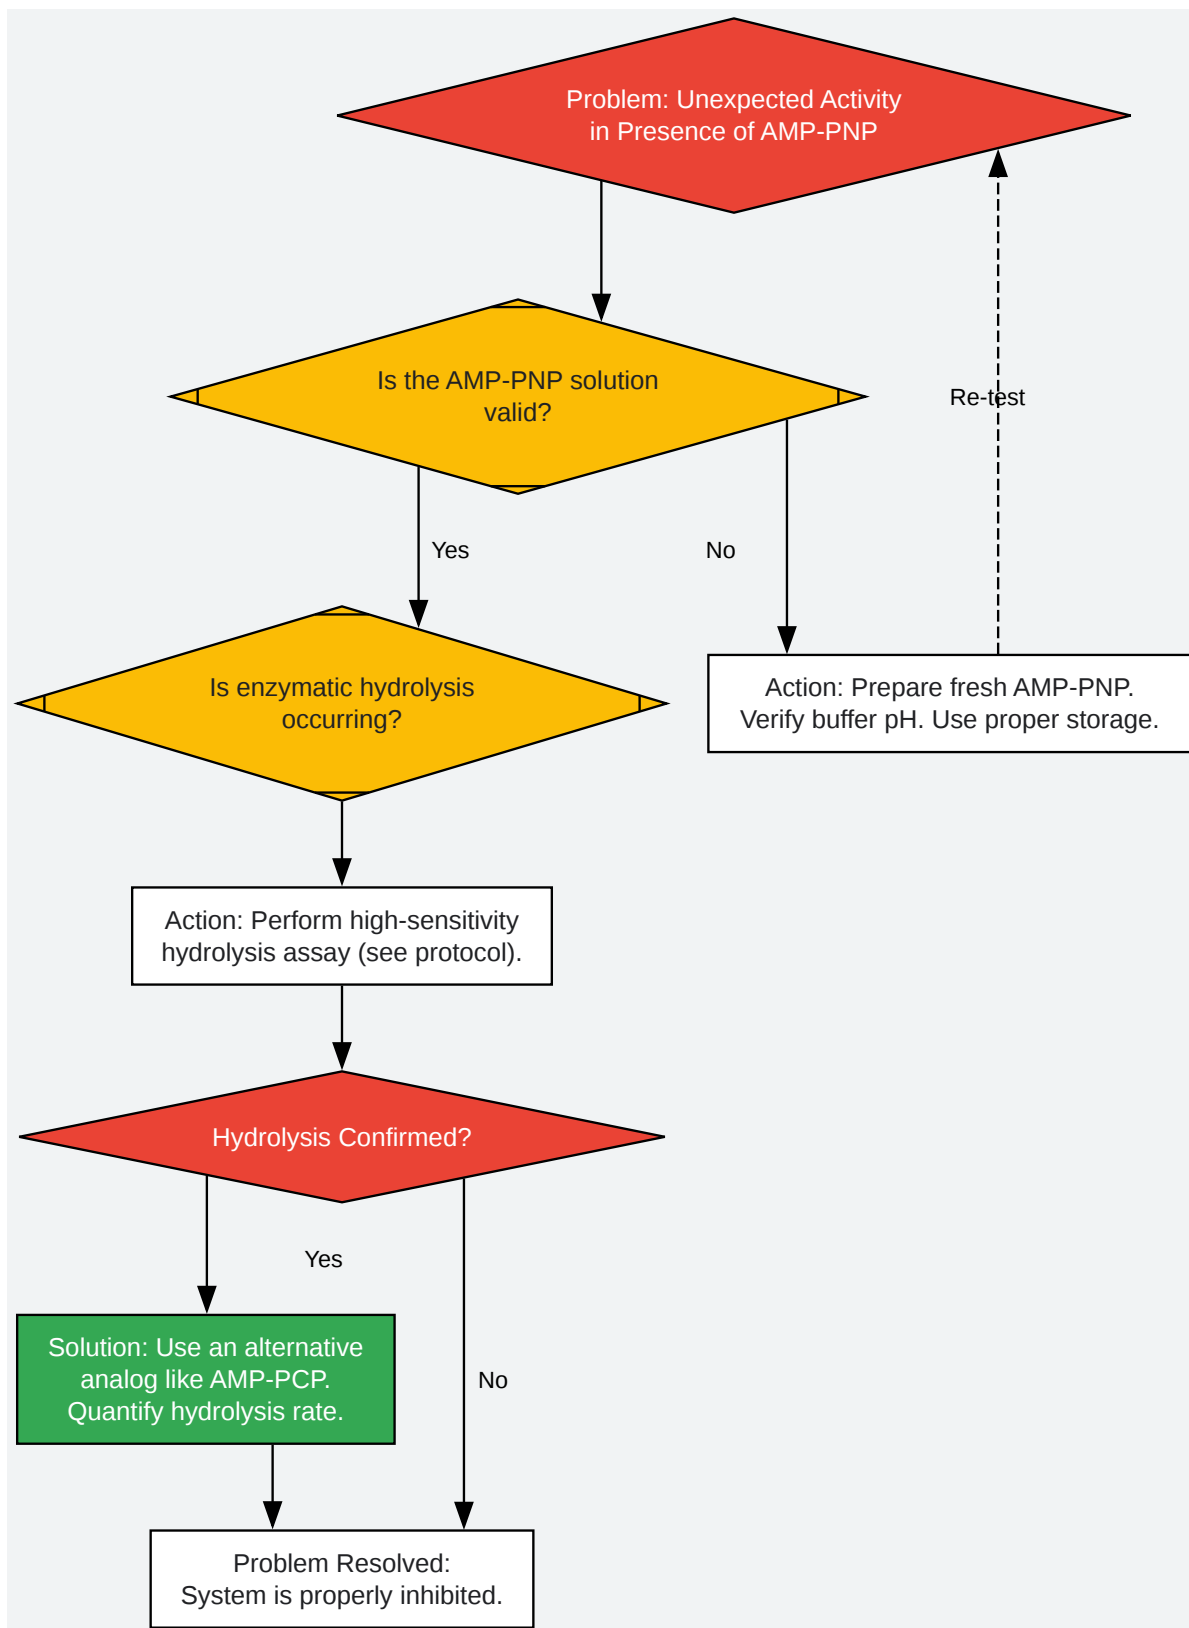 Problem: Unexpected Activity
in Presence of AMP-PNP
Is the AMP-PNP solution
valid?
Re-test
Yes
No
Is enzymatic hydrolysis
occurring?
Action: Prepare fresh AMP-PNP.
Verify buffer pH. Use proper storage.
Action: Perform high-sensitivity
hydrolysis assay (see protocol).
Hydrolysis Confirmed?
Yes
Solution: Use an alternative
analog like AMP-PCP.
Quantify hydrolysis rate.
No
Problem Resolved:
System is properly inhibited.